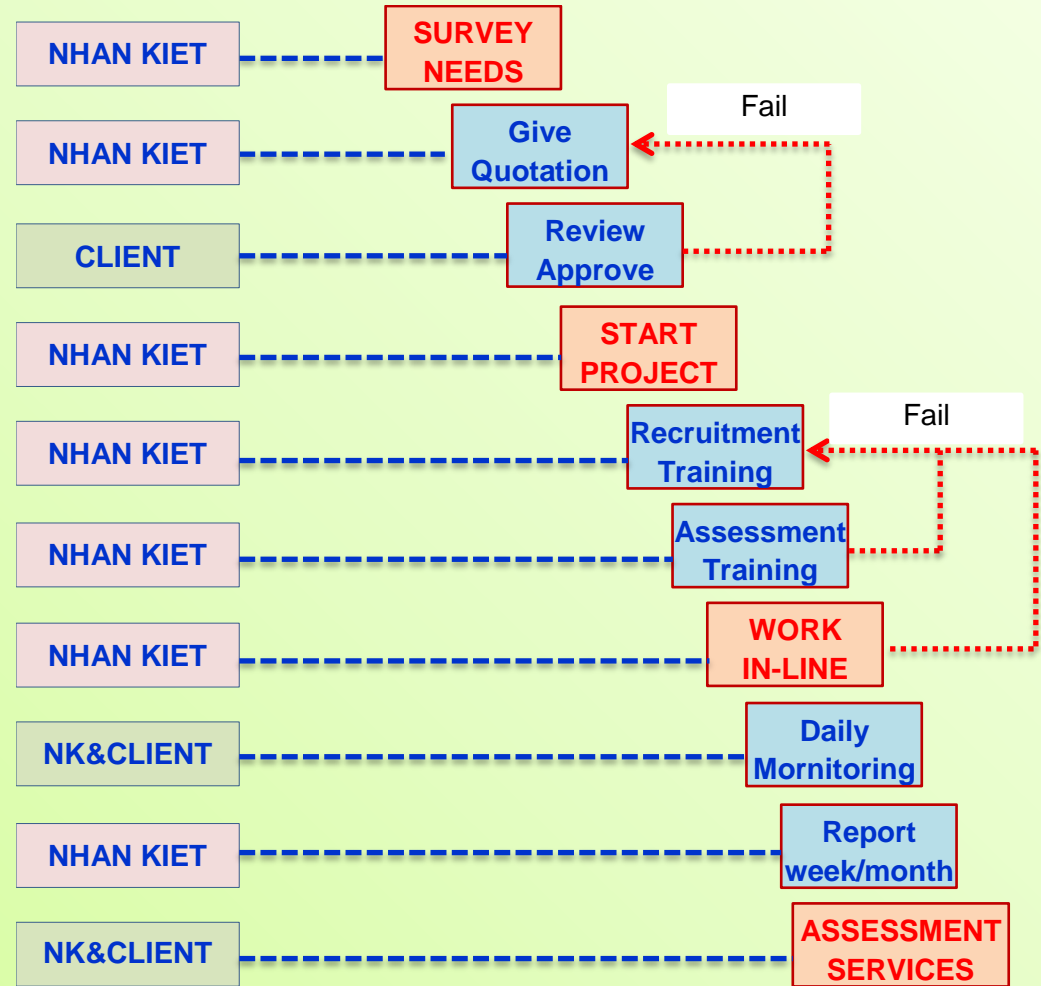 NHAN KIET
SURVEY
NEEDS
Fail
NHAN KIET
Give
Quotation
CLIENT
Review
Approve
NHAN KIET
START
PROJECT
Fail
NHAN KIET
Recruitment
Training
NHAN KIET
Assessment
Training
NHAN KIET
WORK
IN-LINE
NK&CLIENT
Daily
Mornitoring
NHAN KIET
Report
week/month
NK&CLIENT
ASSESSMENT
SERVICES